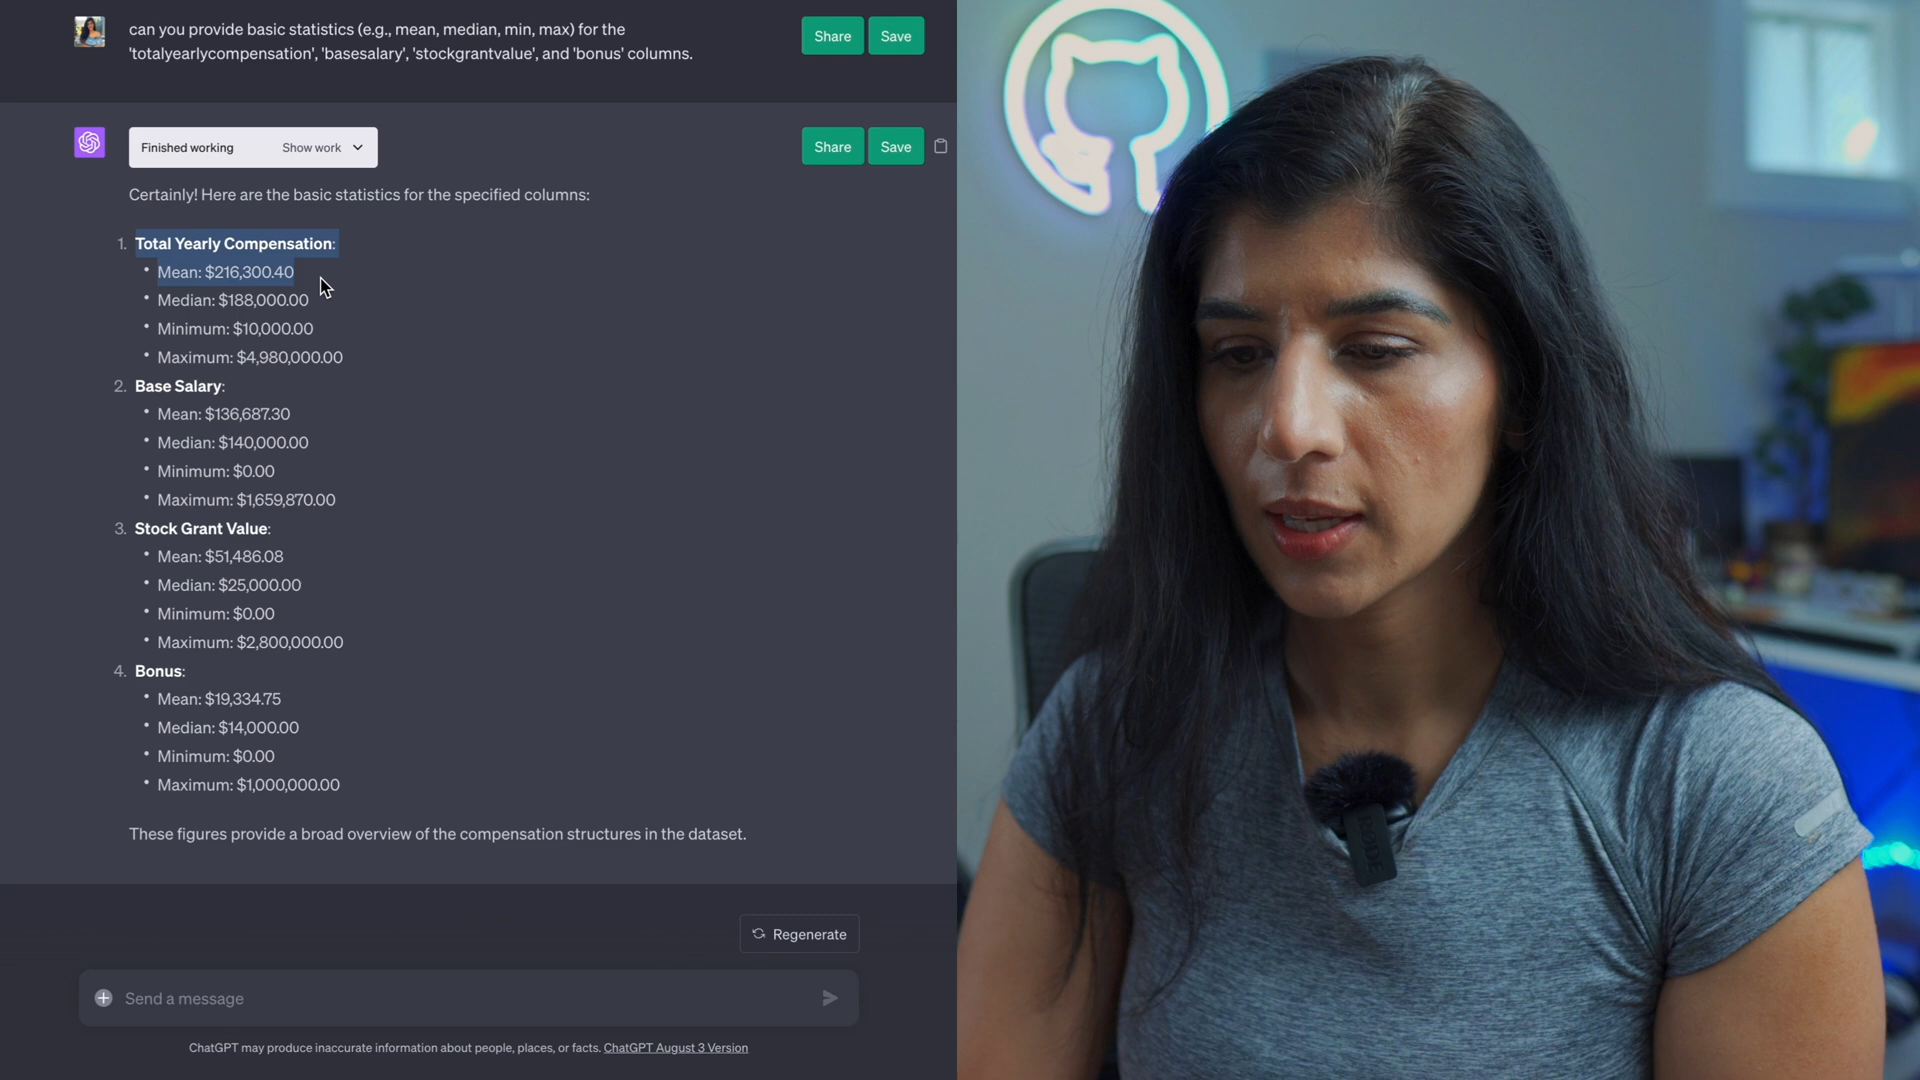 can you provide basic statistics (e.g., mean, median, min, max) for the
'totalyearlycompensation', 'basesalary', 'stockgrantvalue', and 'bonus' columns.
Share
Save
Finished working
Show work
Share
Save
Certainly! Here are the basic statistics for the specified columns:
1. Total Yearly Compensation:
• Mean: $216,300.40
• Median: $188,000.00
• Minimum: $10,000.00
• Maximum: $4,980,000.00
2. Base Salary:
• Mean: $136,687.30
• Median: $140,000.00
• Minimum: $0.00
• Maximum: $1,659,870.00
3. Stock Grant Value:
• Mean: $51,486.08
• Median: $25,000.00
• Minimum: $0.00
• Maximum: $2,800,000.00
4. Bonus:
• Mean: $19,334.75
• Median: $14,000.00
• Minimum: $0.00
• Maximum: $1,000,000.00
These figures provide a broad overview of the compensation structures in the dataset.
Regenerate
Send a message
ChatGPT may produce inaccurate information about people, places, or facts. ChatGPT August 3 Version